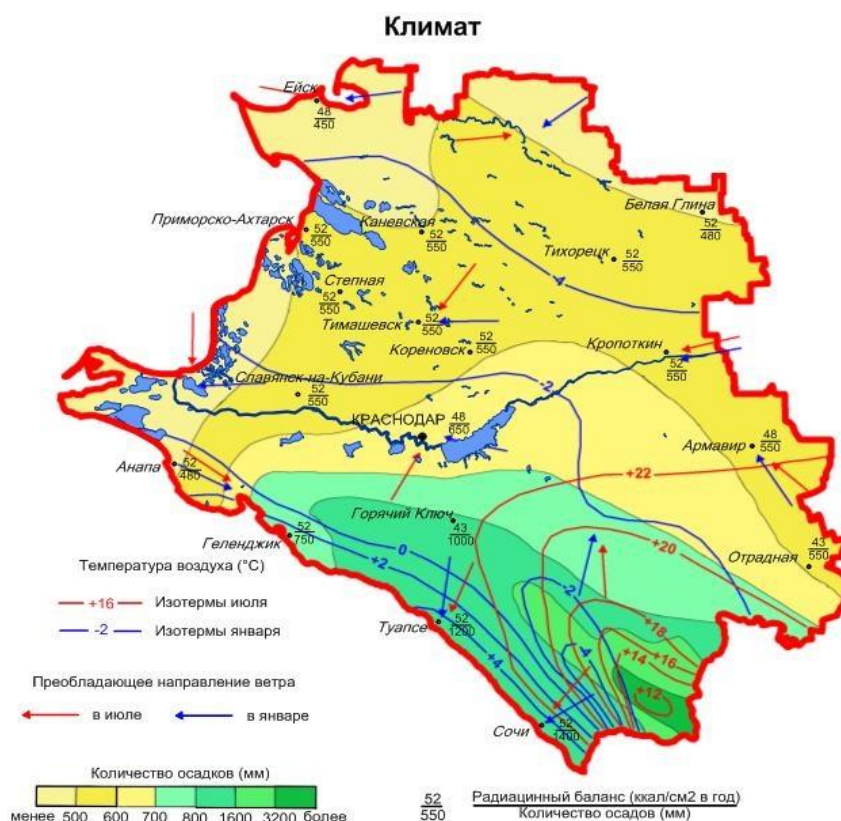 Климат
Ейск
48
450
Белая Глина
52
480
Приморско-Ахтарск
52
550
Каневская
52
550
Тихорецк
52
550
-4
Степная
52
550
Тимашевск
52
550
Кореновск
52
550
Кропоткин
52
550
-2
Славянск-на-Кубани
52
550
КРАСНОДАР
48
650
Армавир
48
550
Анапа
52
480
+22
Горячий Ключ
43
1000
+20
Отрадная
43
550
Геленджик
52
750
0
+2
-2
Туапсе
52
1200
+4
-4
+18
+16
+14
+12
Сочи
52
1400
Температура воздуха (°С)
+16 Изотермы июля
-2 Изотермы января
Преобладающее направление ветра
в июле в январе
Количество осадков (мм)
менее 500 600 700 800 1600 3200 более
52 Радиацинный баланс (ккал/см2 в год)
550 Количество осадов (мм)